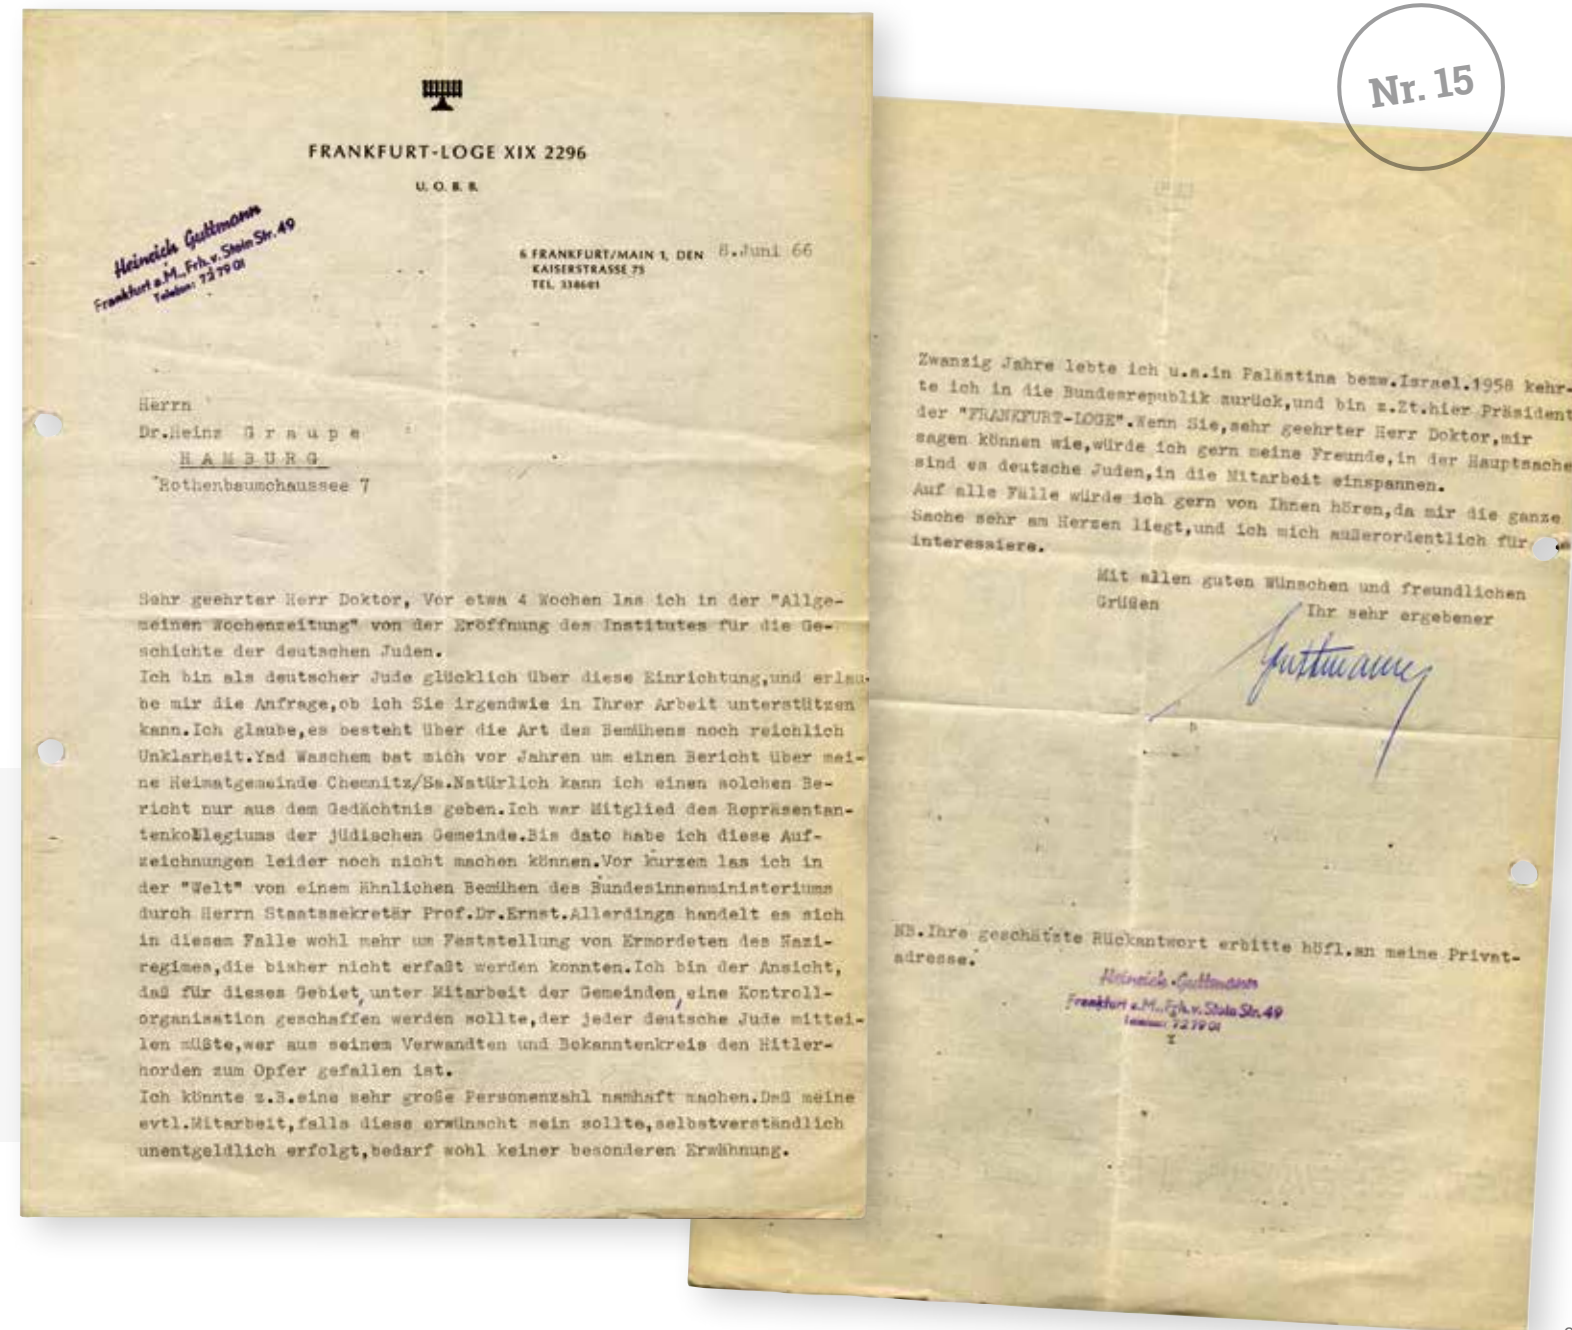 Nr. 15
FRANKFURT-LOGE XIX 2296
U. O. B. B.
Heinrich Guttmann
Frankfurt a.M., Frh. v. Stein Str. 49
Telefon: 72 79 01
6 FRANKFURT/MAIN 1, DEN 8.Juni 66
KAISERSTRASSE 75
TEL. 338601
Herrn
Dr.Heinz G r a u p e
H A M B U R G
Rothenbaumchaussee 7
Sehr geehrter Herr Doktor, Vor etwa 4 Wochen las ich in der "Allge-
meinen Wochenzeitung" von der Eröffnung des Institutes für die Ge-
schichte der deutschen Juden.
Ich bin als deutscher Jude glücklich über diese Einrichtung,und erlau-
be mir die Anfrage,ob ich Sie irgendwie in Ihrer Arbeit unterstützen
kann.Ich glaube,es besteht über die Art des Bemühens noch reichlich
Unklarheit.Yad Waschem bat mich vor Jahren um einen Bericht über mei-
ne Heimatgemeinde Chemnitz/Sa.Natürlich kann ich einen solchen Be-
richt nur aus dem Gedächtnis geben.Ich war Mitglied des Repräsentan-
tenkollegiums der jüdischen Gemeinde.Bis dato habe ich diese Auf-
zeichnungen leider noch nicht machen können.Vor kurzem las ich in
der "Welt" von einem ähnlichen Bemühen des Bundesinnenministeriums
durch Herrn Staatssekretär Prof.Dr.Ernst.Allerdings handelt es sich
in diesem Falle wohl mehr um Feststellung von Ermordeten des Nazi-
regimes,die bisher nicht erfaßt werden konnten.Ich bin der Ansicht,
daß für dieses Gebiet,unter Mitarbeit der Gemeinden,eine Kontroll-
organisation geschaffen werden sollte,der jeder deutsche Jude mittei-
len müßte,wer aus seinem Verwandten und Bekanntenkreis den Hitler-
horden zum Opfer gefallen ist.
Ich könnte z.B.eine sehr große Personenzahl namhaft machen.Daß meine
evtl.Mitarbeit,falls diese erwünscht sein sollte,selbstverständlich
unentgeldlich erfolgt,bedarf wohl keiner besonderen Erwähnung.
Zwanzig Jahre lebte ich u.a.in Palästina bezw.Israel.1958 kehr-
te ich in die Bundesrepublik zurück,und bin z.Zt.hier Präsident
der "FRANKFURT-LOGE".Wenn Sie,sehr geehrter Herr Doktor,mir
sagen können wie,würde ich gern meine Freunde,in der Hauptsache
sind es deutsche Juden,in die Mitarbeit einspannen.
Auf alle Fälle würde ich gern von Ihnen hören,da mir die ganze
Sache sehr am Herzen liegt,und ich mich außerordentlich für
interessiere.
Mit allen guten Wünschen und freundlichen
Grüßen Ihr sehr ergebener
Guttmann
NB.Ihre geschätzte Rückantwort erbitte höfl.an meine Privat-
adresse.
Heinrich Guttmann
Frankfurt a.M., Frh. v. Stein Str. 49
Telefon: 72 79 01